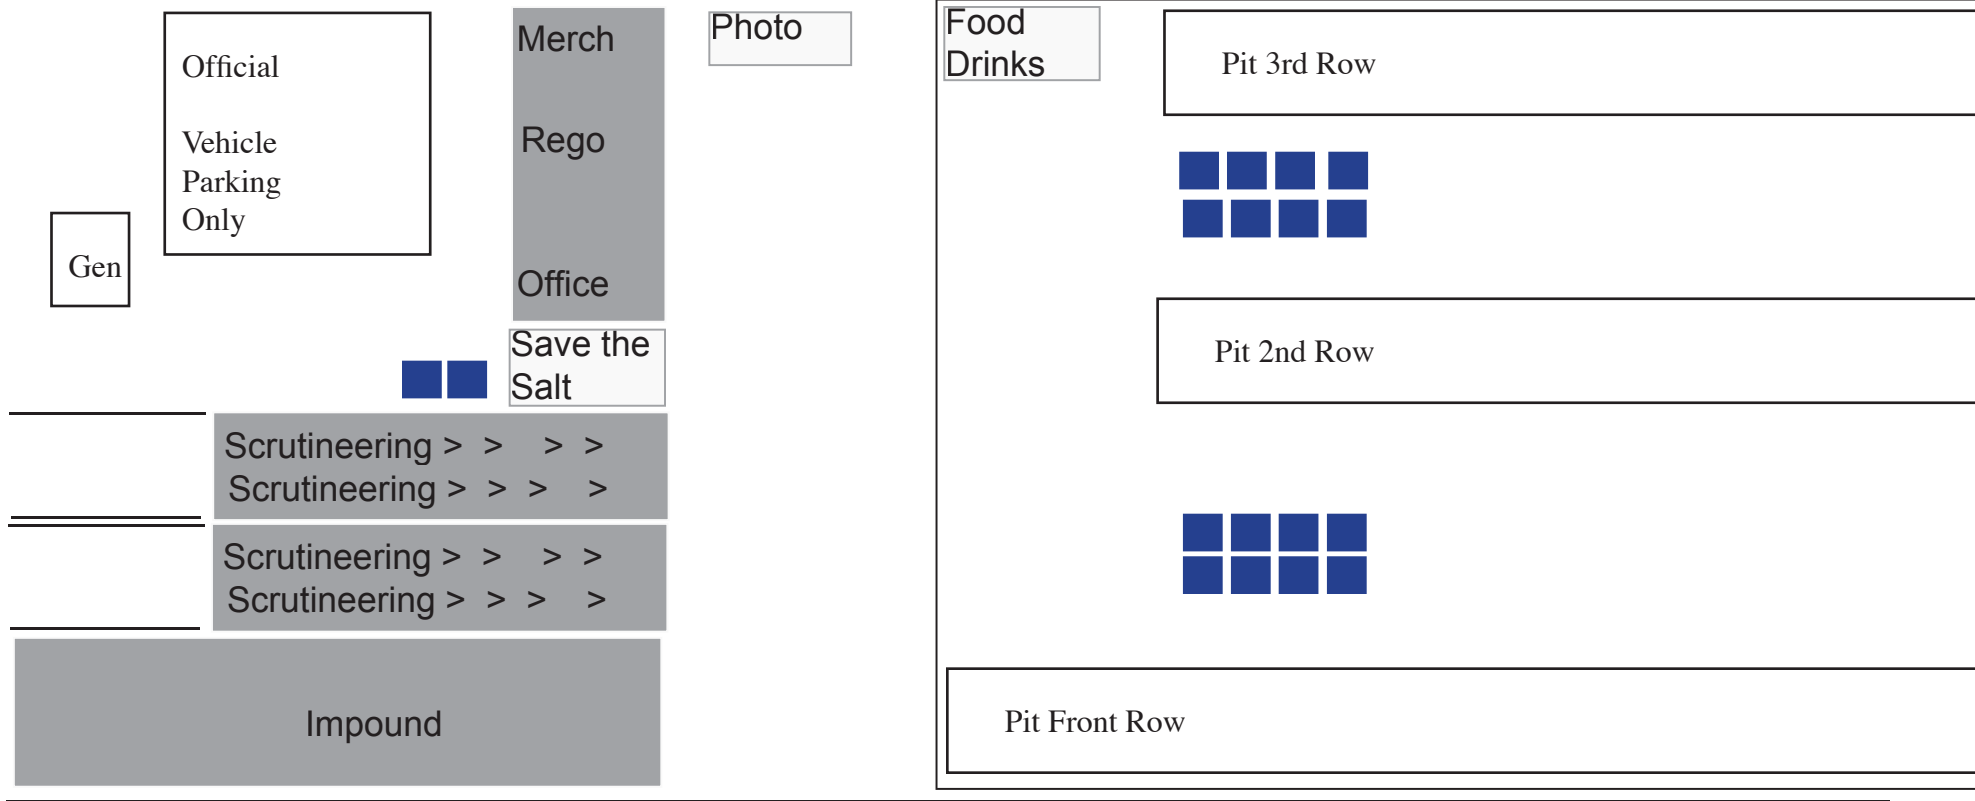 Official
Vehicle
Parking
Only
Gen
Merch
Rego
Office
Save the
Salt
Photo
Food
Drinks
Pit 3rd Row
Pit 2nd Row
Scrutineering > > > >
Scrutineering > > > >
Scrutineering > > > >
Scrutineering > > > >
Impound
Pit Front Row